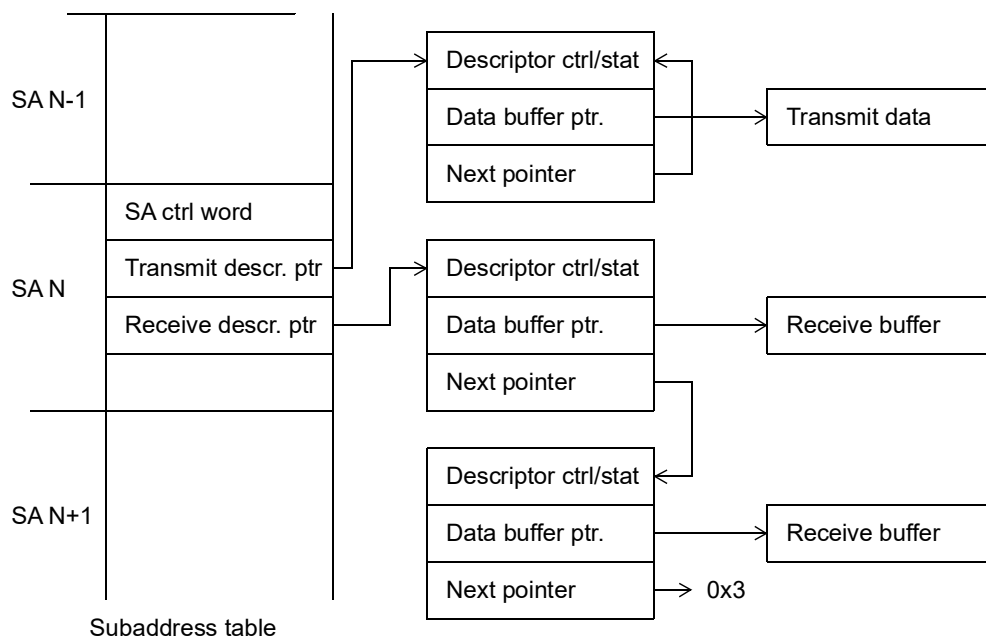 Descriptor ctrl/stat
SA N-1
Data buffer ptr.
Transmit data
Next pointer
SA ctrl word
SA N
Transmit descr. ptr
Descriptor ctrl/stat
Receive descr. ptr
Data buffer ptr.
Receive buffer
Next pointer
Descriptor ctrl/stat
SA N+1
Data buffer ptr.
Receive buffer
Next pointer
0x3
Subaddress table